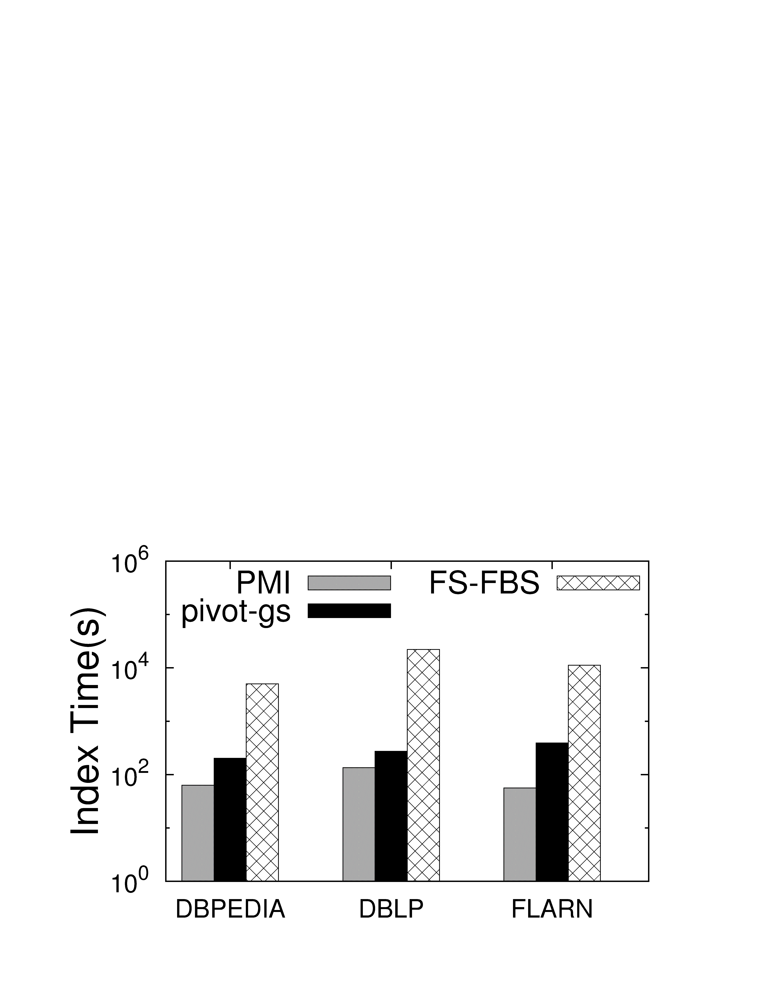 10^6
PMI
FS-FBS
pivot-gs
Index Time(s)
10^4
10^2
10^0
DBPEDIA
DBLP
FLARN